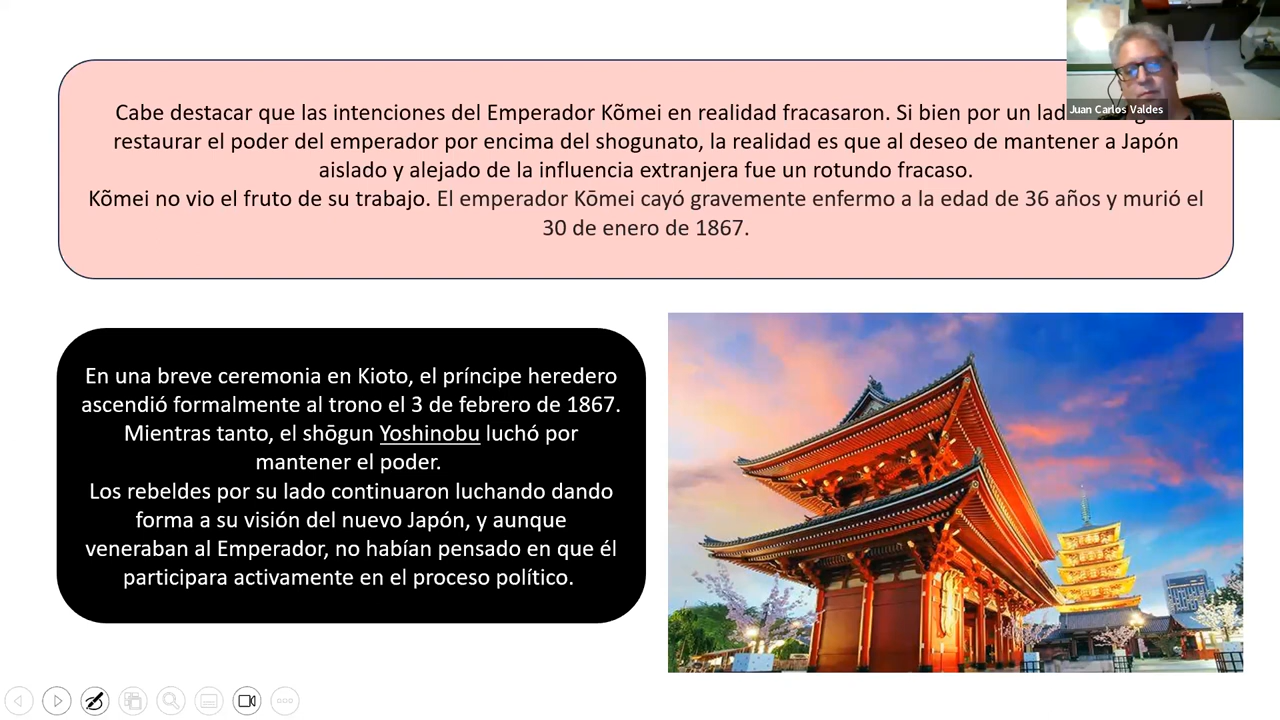 Cabe destacar que las intenciones del Emperador Kõmei en realidad fracasaron. Si bien por un lad
restaurar el poder del emperador por encima del shogunato, la realidad es que al deseo de mantener a Japón
aislado y alejado de la influencia extranjera fue un rotundo fracaso.
Kõmei no vio el fruto de su trabajo. El emperador Kōmei cayó gravemente enfermo a la edad de 36 años y murió el
30 de enero de 1867.
Juan Carlos Valdes
En una breve ceremonia en Kioto, el príncipe heredero
ascendió formalmente al trono el 3 de febrero de 1867.
Mientras tanto, el shōgun Yoshinobu luchó por
mantener el poder.
Los rebeldes por su lado continuaron luchando dando
forma a su visión del nuevo Japón, y aunque
veneraban al Emperador, no habían pensado en que él
participara activamente en el proceso político.